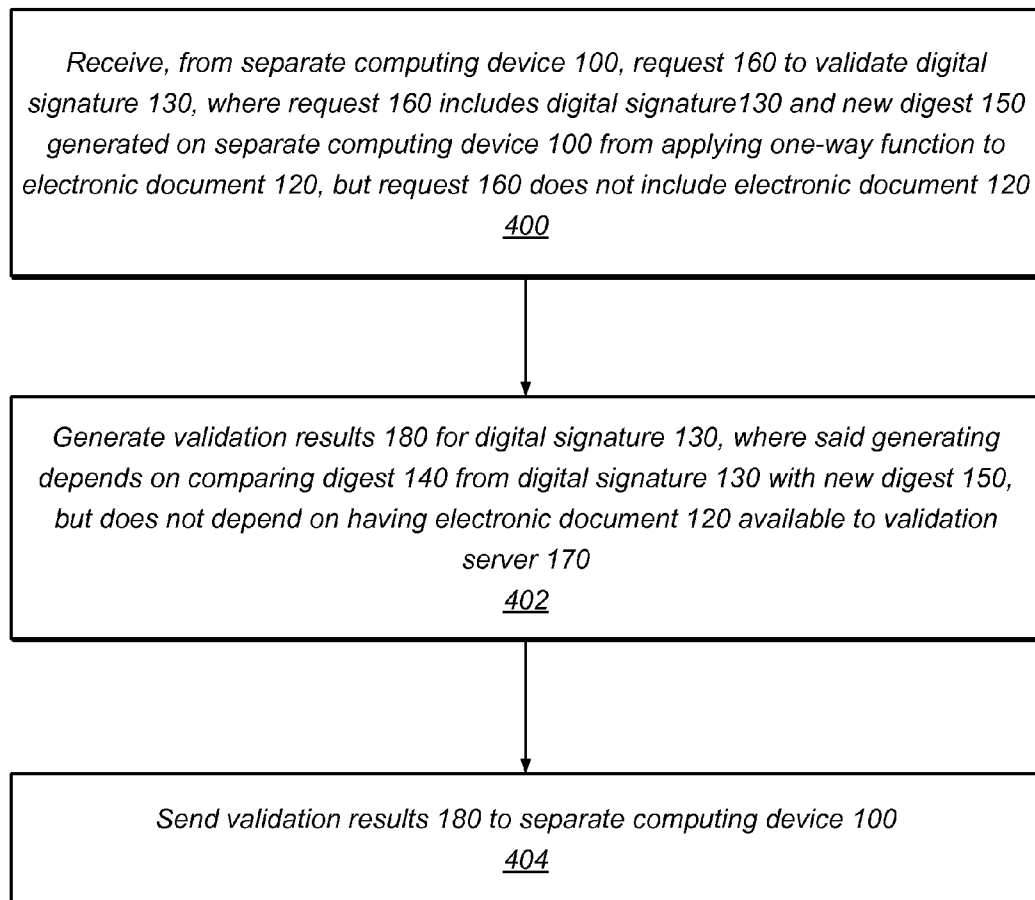 Receive, from separate computing device 100, request 160 to validate digital
signature 130, where request 160 includes digital signature130 and new digest 150
generated on separate computing device 100 from applying one-way function to
electronic document 120, but request 160 does not include electronic document 120
400
Generate validation results 180 for digital signature 130, where said generating
depends on comparing digest 140 from digital signature 130 with new digest 150,
but does not depend on having electronic document 120 available to validation
server 170
402
Send validation results 180 to separate computing device 100
404